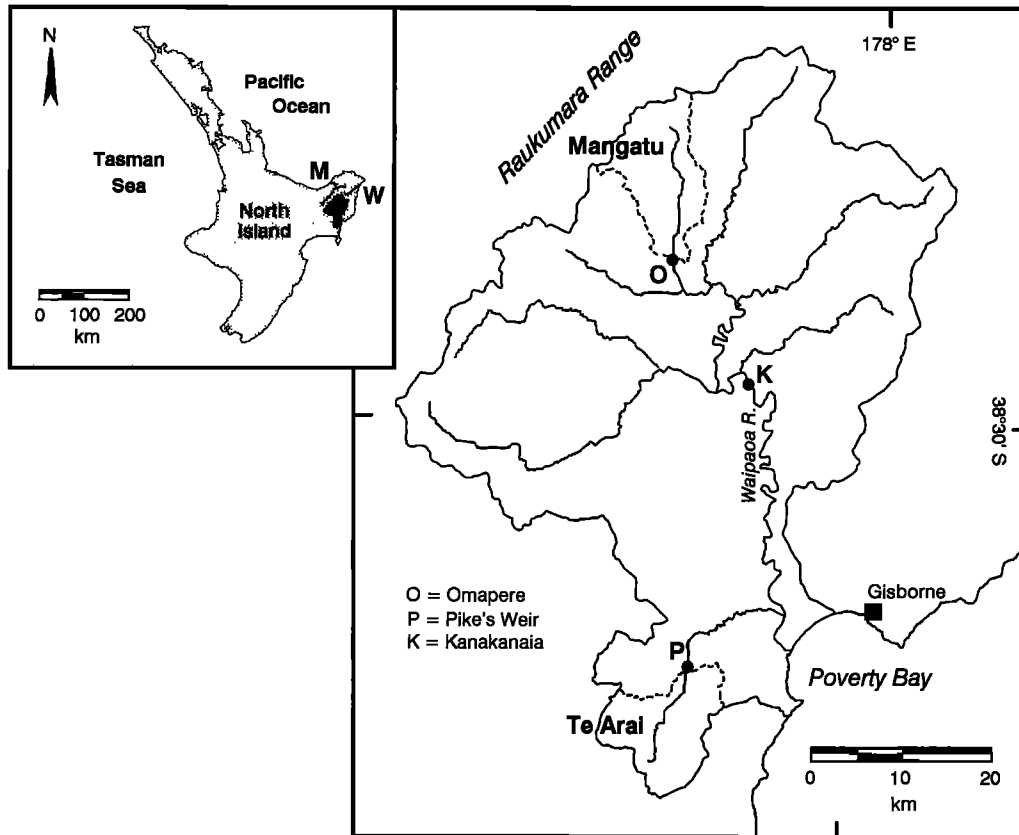 N
Pacific
Ocean
Tasman
Sea
M
W
North
Island
0 100 200
km
178° E
Raukumara Range
Mangatu
O
K
Waipaoa R.
38°30' S
O = Omapere
P = Pike's Weir
K = Kanakanaia
Gisborne
P
Poverty Bay
Te Arai
0 10 20
km